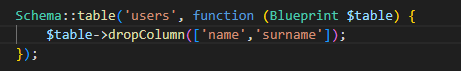 Schema::table('users', function (Blueprint $table) {
    $table->dropColumn(['name','surname']);
});